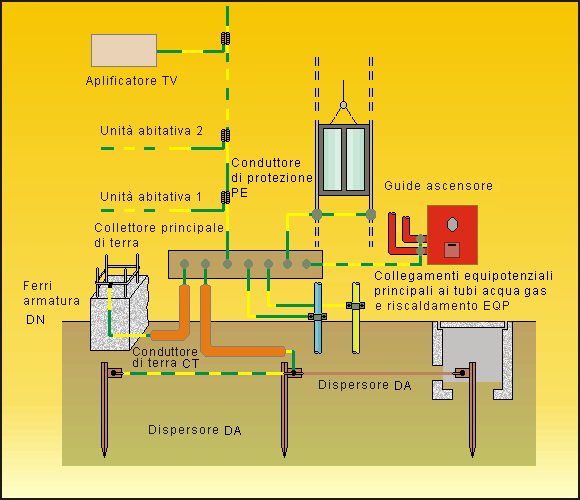 Aplificatore TV
Unità abitativa 2
Conduttore
di protezione
PE
Unità abitativa 1
Guide ascensore
Collettore principale
di terra
Collegamenti equipotenziali
principali ai tubi acqua gas
e riscaldamento EQP
Ferri
armatura
DN
Conduttore
di terra CT
Dispersore DA
Dispersore DA